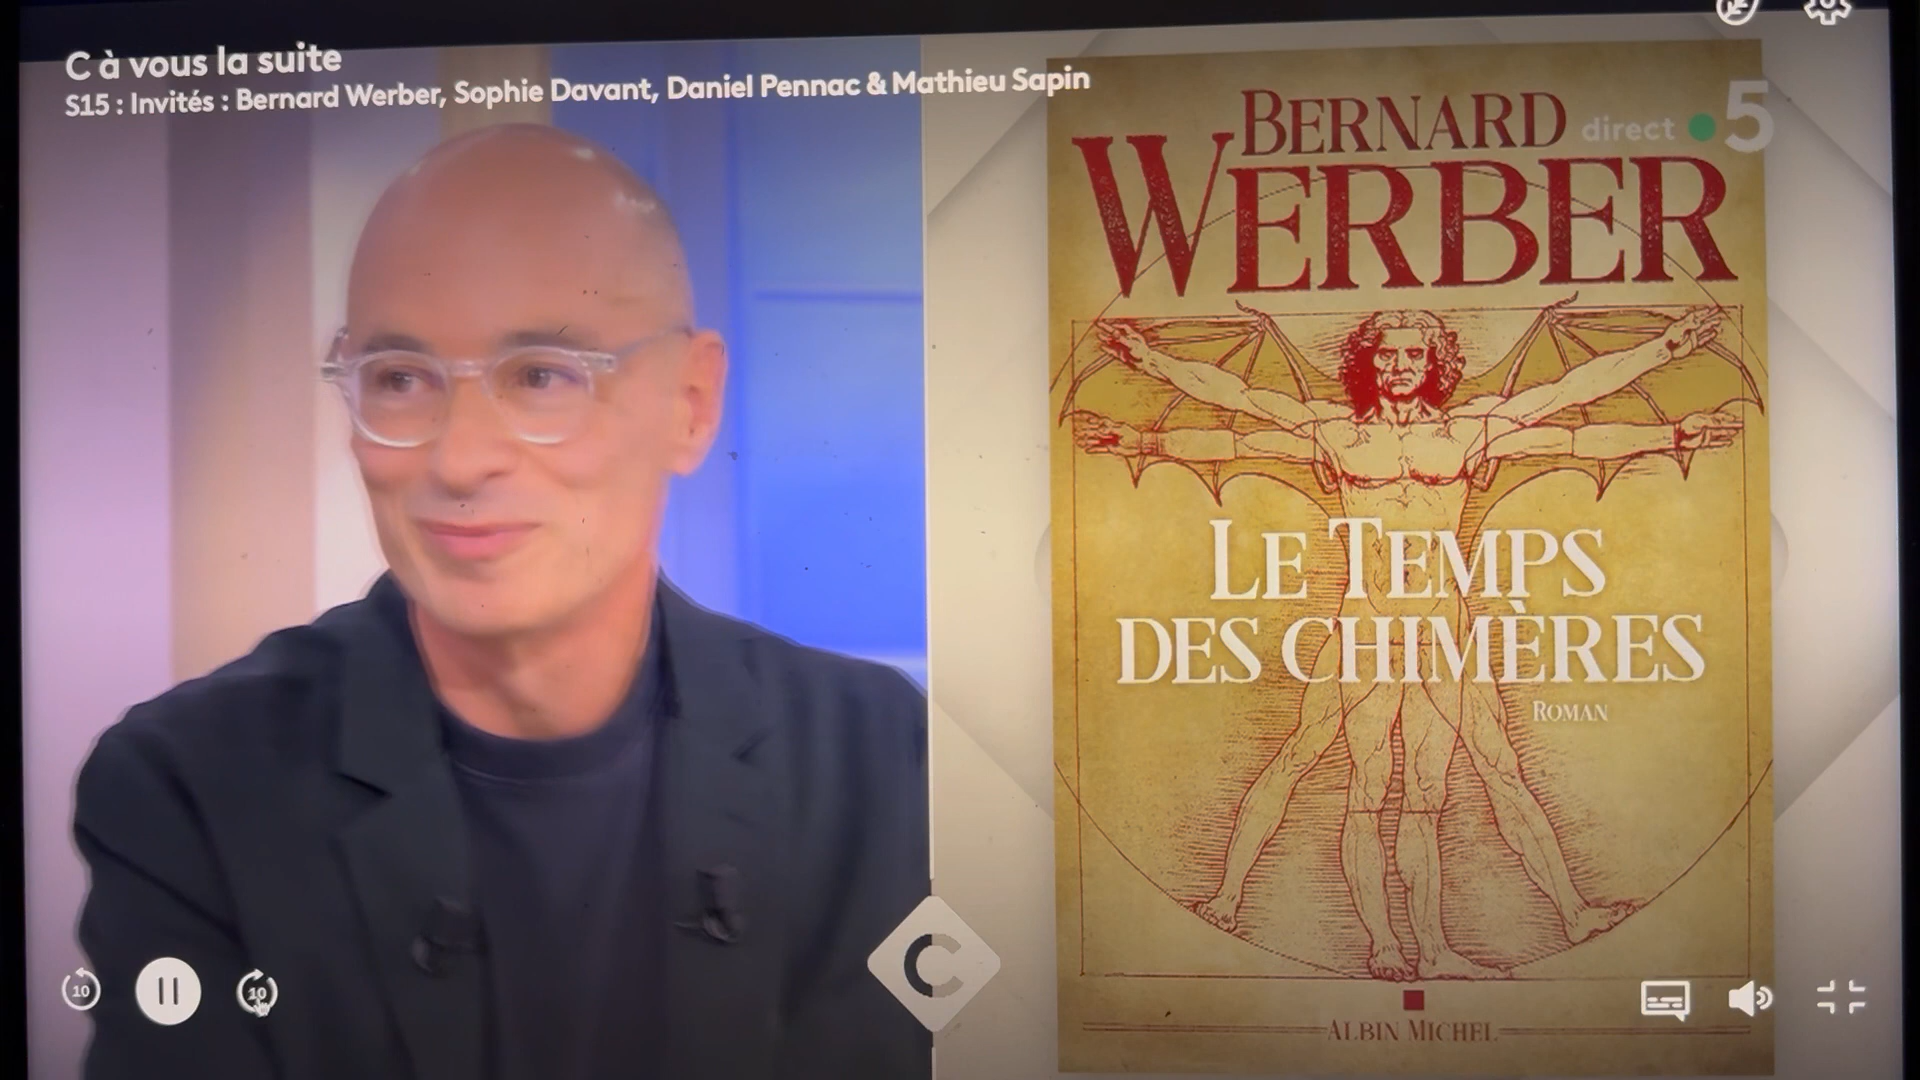 C à vous la suite
S15 : Invités : Bernard Werber, Sophie Davant, Daniel Pennac & Mathieu Sapin
direct 5
BERNARD
WERBER
LE TEMPS
DES CHIMÈRES
ROMAN
ALBIN MICHEL
C
10
10